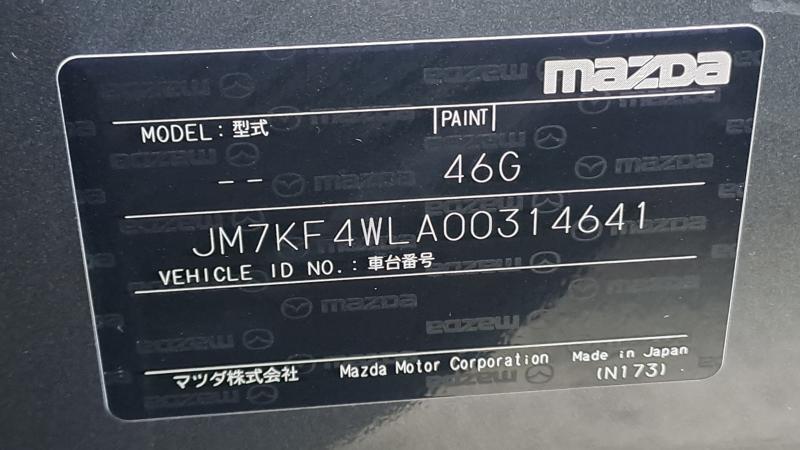 mazda
MODEL：型式
PAINT
--
46G
JM7KF4WLA00314641
VEHICLE ID NO.：車台番号
マツダ株式会社 Mazda Motor Corporation Made in Japan
(N173)